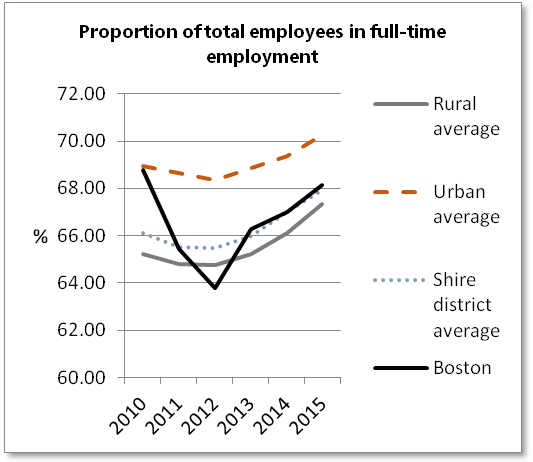 Proportion of total employees in full-time
employment
72.00
70.00
68.00
66.00
64.00
62.00
60.00
%
2010
2011
2012
2013
2014
2015
Rural
average
Urban
average
Shire
district
average
Boston